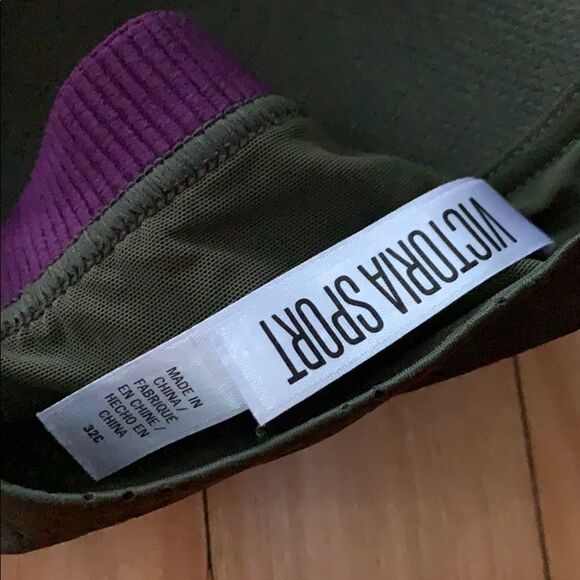 VICTORIA SPORT
MADE IN
CHINA /
FABRIQUÉ
EN CHINE /
HECHO EN
CHINA
32C